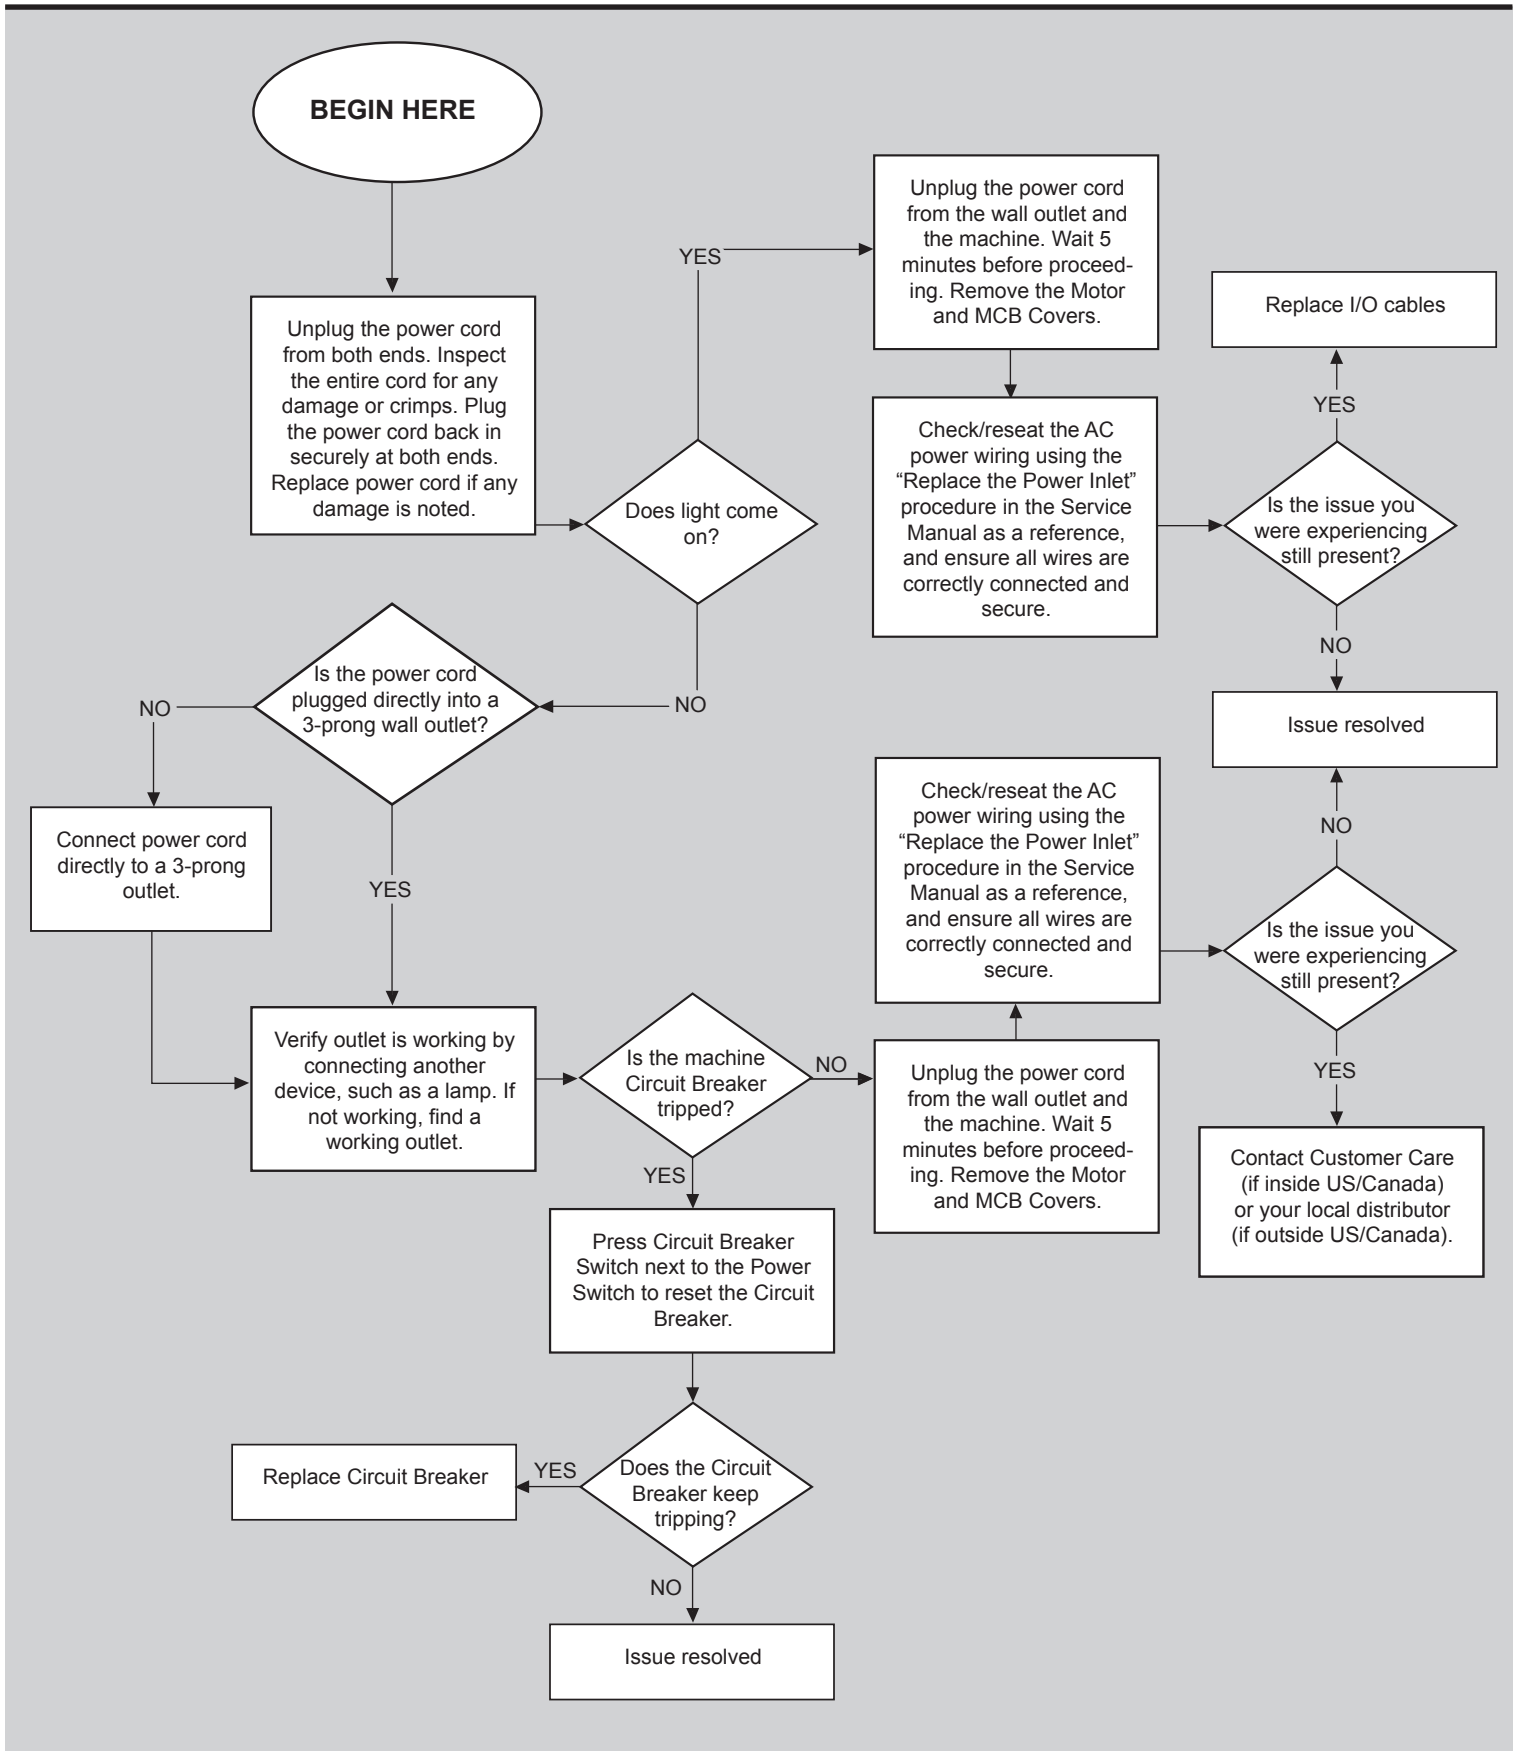 BEGIN HERE
Unplug the power cord
from both ends. Inspect
the entire cord for any
damage or crimps. Plug
the power cord back in
securely at both ends.
Replace power cord if any
damage is noted.
Does light come
on?
YES
Unplug the power cord
from the wall outlet and
the machine. Wait 5
minutes before proceed-
ing. Remove the Motor
and MCB Covers.
Check/reseat the AC
power wiring using the
“Replace the Power Inlet”
procedure in the Service
Manual as a reference,
and ensure all wires are
correctly connected and
secure.
Is the issue you
were experiencing
still present?
YES
Replace I/O cables
NO
Issue resolved
NO
Is the power cord
plugged directly into a
3-prong wall outlet?
NO
Connect power cord
directly to a 3-prong
outlet.
YES
Verify outlet is working by
connecting another
device, such as a lamp. If
not working, find a
working outlet.
Is the machine
Circuit Breaker
tripped?
NO
Unplug the power cord
from the wall outlet and
the machine. Wait 5
minutes before proceed-
ing. Remove the Motor
and MCB Covers.
Check/reseat the AC
power wiring using the
“Replace the Power Inlet”
procedure in the Service
Manual as a reference,
and ensure all wires are
correctly connected and
secure.
Is the issue you
were experiencing
still present?
NO
YES
Contact Customer Care
(if inside US/Canada)
or your local distributor
(if outside US/Canada).
YES
Press Circuit Breaker
Switch next to the Power
Switch to reset the Circuit
Breaker.
Does the Circuit
Breaker keep
tripping?
YES
Replace Circuit Breaker
NO
Issue resolved